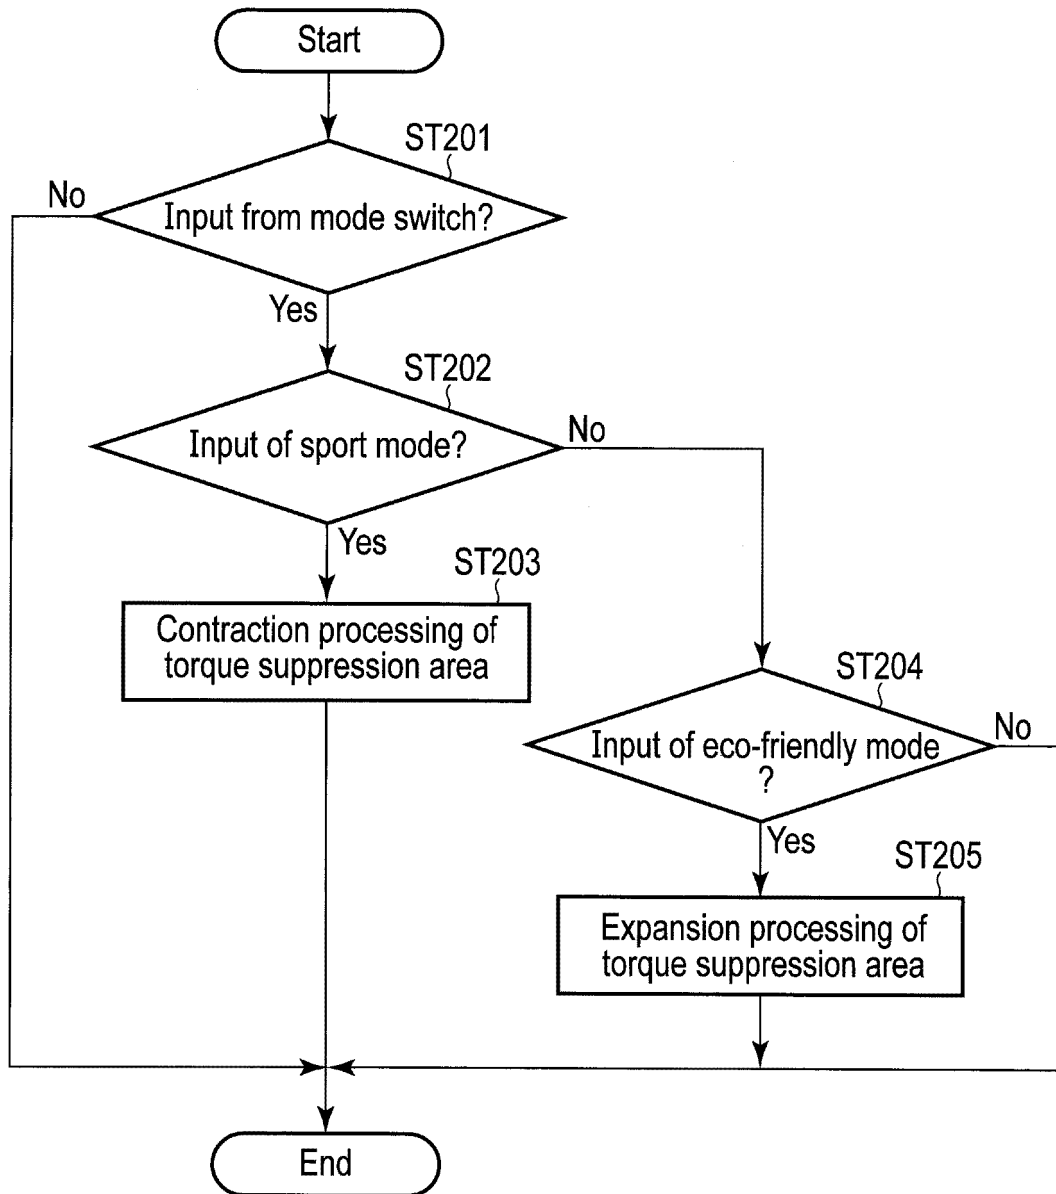 Start
ST201
No
Input from mode switch?
Yes
ST202
No
Input of sport mode?
Yes
ST203
Contraction processing of
torque suppression area
ST204
No
Input of eco-friendly mode
?
Yes
ST205
Expansion processing of
torque suppression area
End